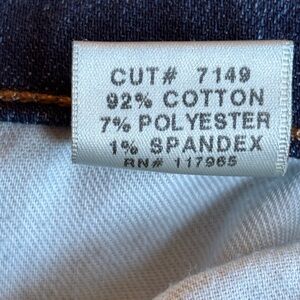 CUT# 7149
92% COTTON
7% POLYESTER
1% SPANDEX
RN# 117965